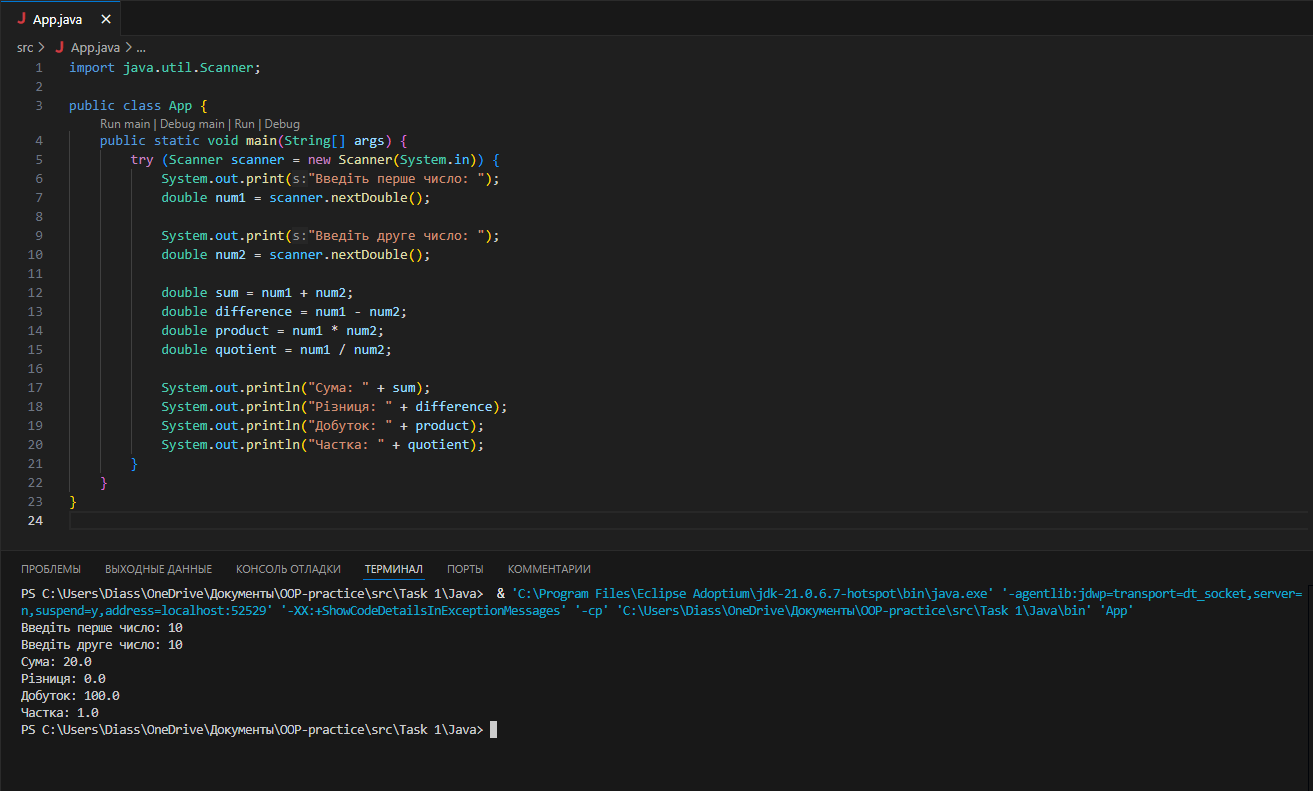 J App.java ×
src > J App.java > ...
1 import java.util.Scanner;
2
3 public class App {
Run main | Debug main | Run | Debug
4 public static void main(String[] args) {
5 try (Scanner scanner = new Scanner(System.in)) {
6 System.out.print(s:"Введіть перше число: ");
7 double num1 = scanner.nextDouble();
8
9 System.out.print(s:"Введіть друге число: ");
10 double num2 = scanner.nextDouble();
11
12 double sum = num1 + num2;
13 double difference = num1 - num2;
14 double product = num1 * num2;
15 double quotient = num1 / num2;
16
17 System.out.println("Сума: " + sum);
18 System.out.println("Різниця: " + difference);
19 System.out.println("Добуток: " + product);
20 System.out.println("Частка: " + quotient);
21 }
22 }
23 }
24
ПРОБЛЕМЫ ВЫХОДНЫЕ ДАННЫЕ КОНСОЛЬ ОТЛАДКИ ТЕРМИНАЛ ПОРТЫ КОММЕНТАРИИ
PS C:\Users\Diass\OneDrive\Документы\OOP-practice\src\Task 1\Java> & 'C:\Program Files\Eclipse Adoptium\jdk-21.0.6.7-hotspot\bin\java.exe' '-agentlib:jdwp=transport=dt_socket,server=
n,suspend=y,address=localhost:52529' '-XX:+ShowCodeDetailsInExceptionMessages' '-cp' 'C:\Users\Diass\OneDrive\Документы\OOP-practice\src\Task 1\Java\bin' 'App'
Введіть перше число: 10
Введіть друге число: 10
Сума: 20.0
Різниця: 0.0
Добуток: 100.0
Частка: 1.0
PS C:\Users\Diass\OneDrive\Документы\OOP-practice\src\Task 1\Java>